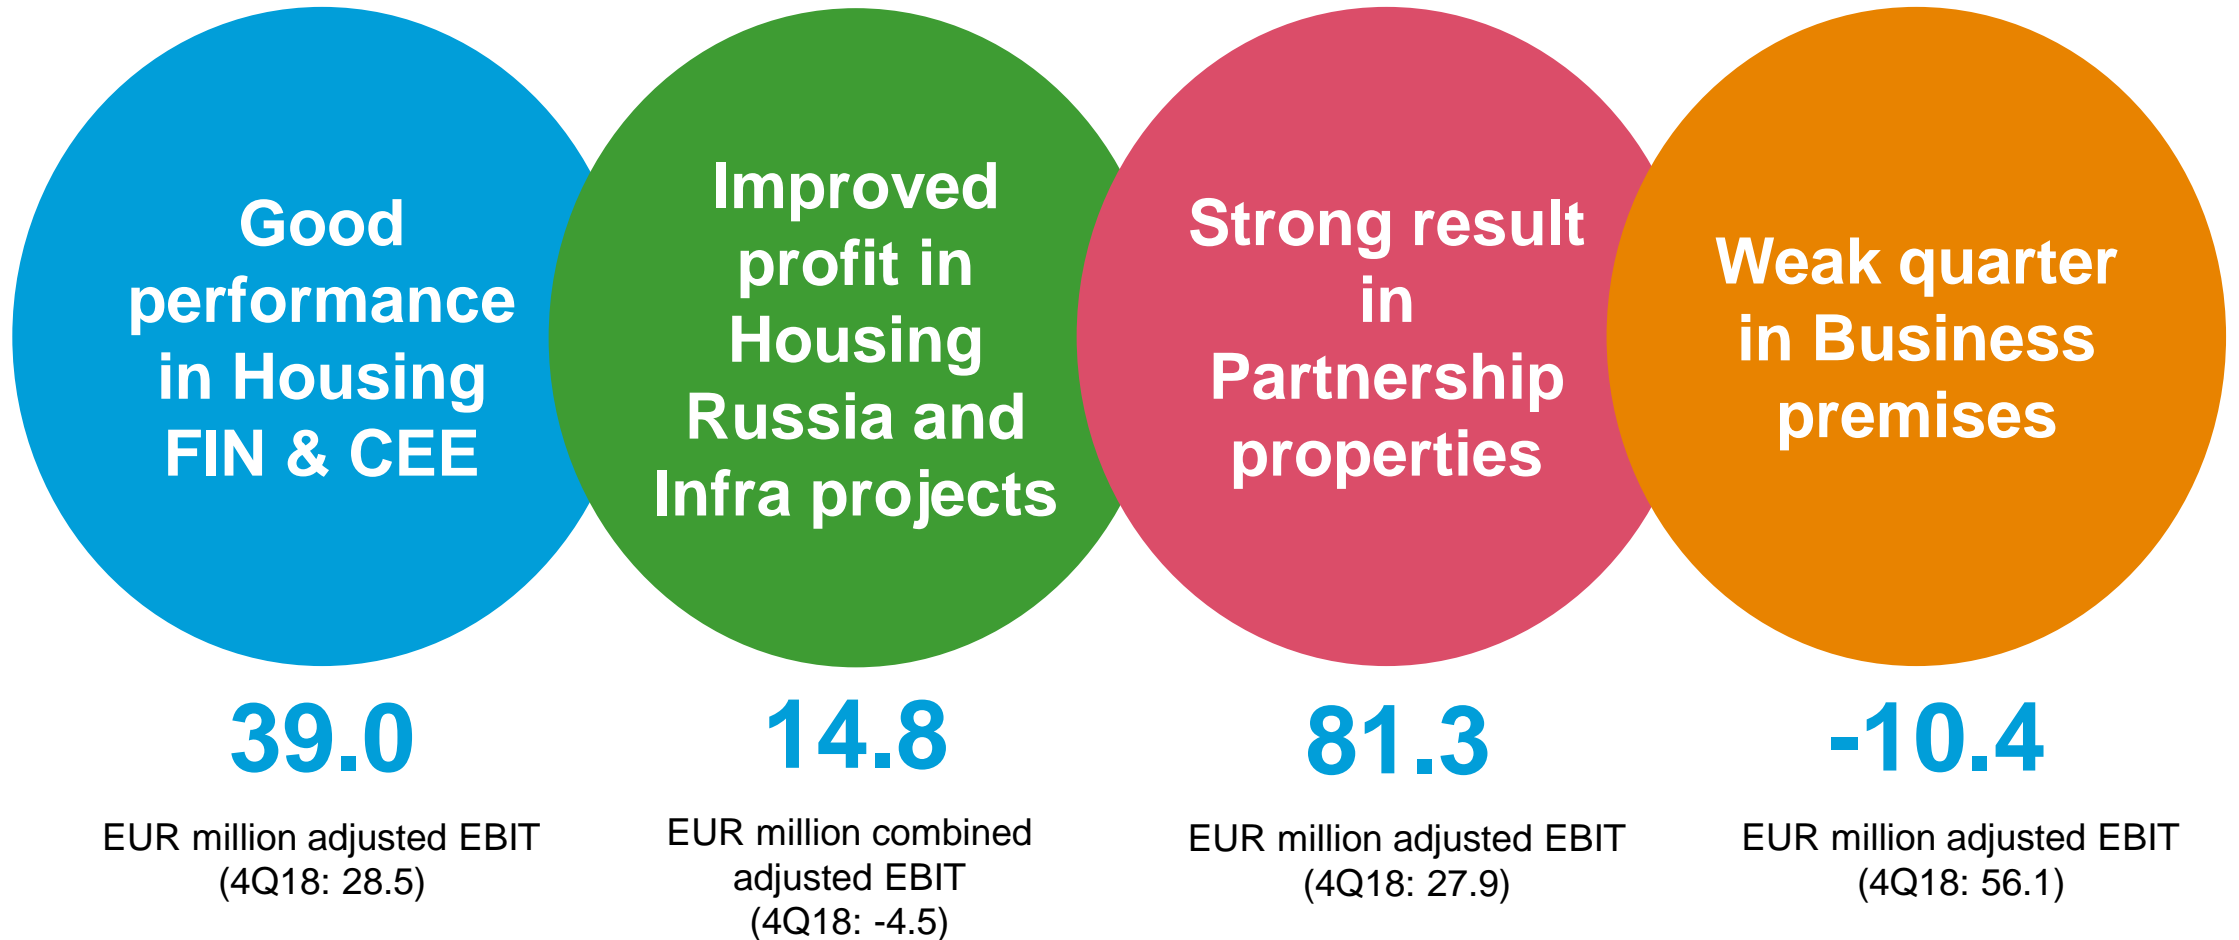 Good
performance
in Housing
FIN & CEE
39.0
EUR million adjusted EBIT
(4Q18: 28.5)
Improved
profit in
Housing
Russia and
Infra projects
14.8
EUR million combined
adjusted EBIT
(4Q18: -4.5)
Strong result
in
Partnership
properties
81.3
EUR million adjusted EBIT
(4Q18: 27.9)
Weak quarter
in Business
premises
-10.4
EUR million adjusted EBIT
(4Q18: 56.1)